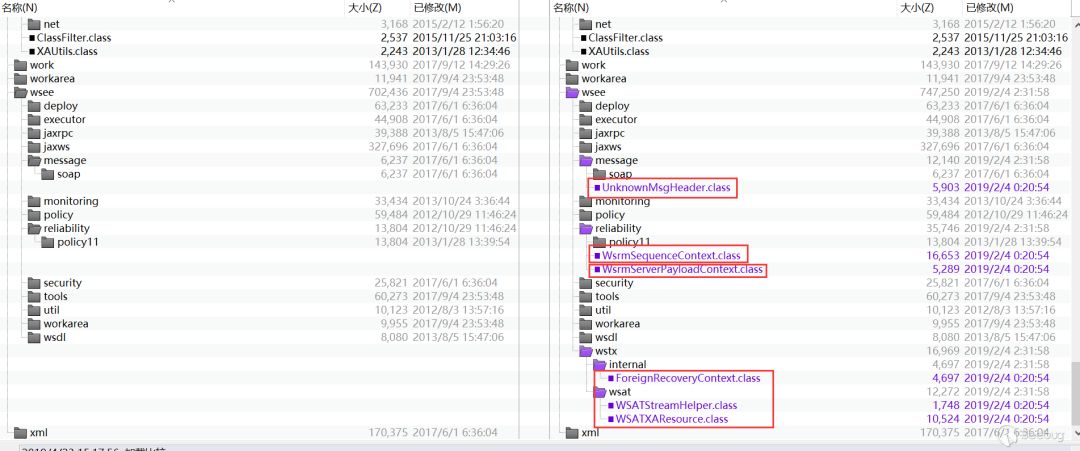 名称(N) 大小(Z) 已修改(M) 名称(N) 大小(Z) 已修改(M)
net 3,168 2015/2/12 1:56:20 net 3,168 2015/2/12 1:56:20
ClassFilter.class 2,537 2015/11/25 21:03:16 ClassFilter.class 2,537 2015/11/25 21:03:16
XAUtils.class 2,243 2013/1/28 12:34:46 XAUtils.class 2,243 2013/1/28 12:34:46
work 143,930 2017/9/12 14:29:26 work 143,930 2017/9/12 14:29:26
workarea 11,941 2017/9/4 23:53:48 workarea 11,941 2017/9/4 23:53:48
wsee 702,436 2017/9/4 23:53:48 wsee 747,250 2019/2/4 2:31:58
deploy 63,233 2017/6/1 6:36:04 deploy 63,233 2017/6/1 6:36:04
executor 44,908 2017/6/1 6:36:04 executor 44,908 2017/6/1 6:36:04
jaxrpc 39,388 2013/8/5 15:47:06 jaxrpc 39,388 2013/8/5 15:47:06
jaxws 327,696 2017/6/1 6:36:04 jaxws 327,696 2017/6/1 6:36:04
message 6,237 2017/6/1 6:36:04 message 12,140 2019/2/4 2:31:58
soap 6,237 2017/6/1 6:36:04 soap 6,237 2017/6/1 6:36:04
UnknownMsgHeader.class 5,903 2019/2/4 0:20:54
monitoring 33,434 2013/10/24 3:36:44 monitoring 33,434 2013/10/24 3:36:44
policy 59,484 2012/10/29 11:46:24 policy 59,484 2012/10/29 11:46:24
reliability 13,804 2012/10/29 11:46:24 reliability 35,746 2019/2/4 2:31:58
policy11 13,804 2013/1/28 13:39:54 policy11 13,804 2013/1/28 13:39:54
WsrmSequenceContext.class 16,653 2019/2/4 0:20:54
WsrmServerPayloadContext.class 5,289 2019/2/4 0:20:54
security 25,821 2017/6/1 6:36:04 security 25,821 2017/6/1 6:36:04
tools 60,273 2017/9/4 23:53:48 tools 60,273 2017/9/4 23:53:48
util 10,123 2012/8/3 13:57:16 util 10,123 2012/8/3 13:57:16
workarea 9,955 2017/9/4 23:53:48 workarea 9,955 2017/9/4 23:53:48
wsdl 8,080 2013/8/5 15:47:06 wsdl 8,080 2013/8/5 15:47:06
wstx 16,969 2019/2/4 2:31:58
internal 4,697 2019/2/4 2:31:58
ForeignRecoveryContext.class 4,697 2019/2/4 0:20:54
wsat 12,272 2019/2/4 2:31:58
WSATStreamHelper.class 1,748 2019/2/4 0:20:54
WSATXAResource.class 10,524 2019/2/4 0:20:54
xml 170,375 2017/6/1 6:36:04 xml 170,375 2017/6/1 6:36:04